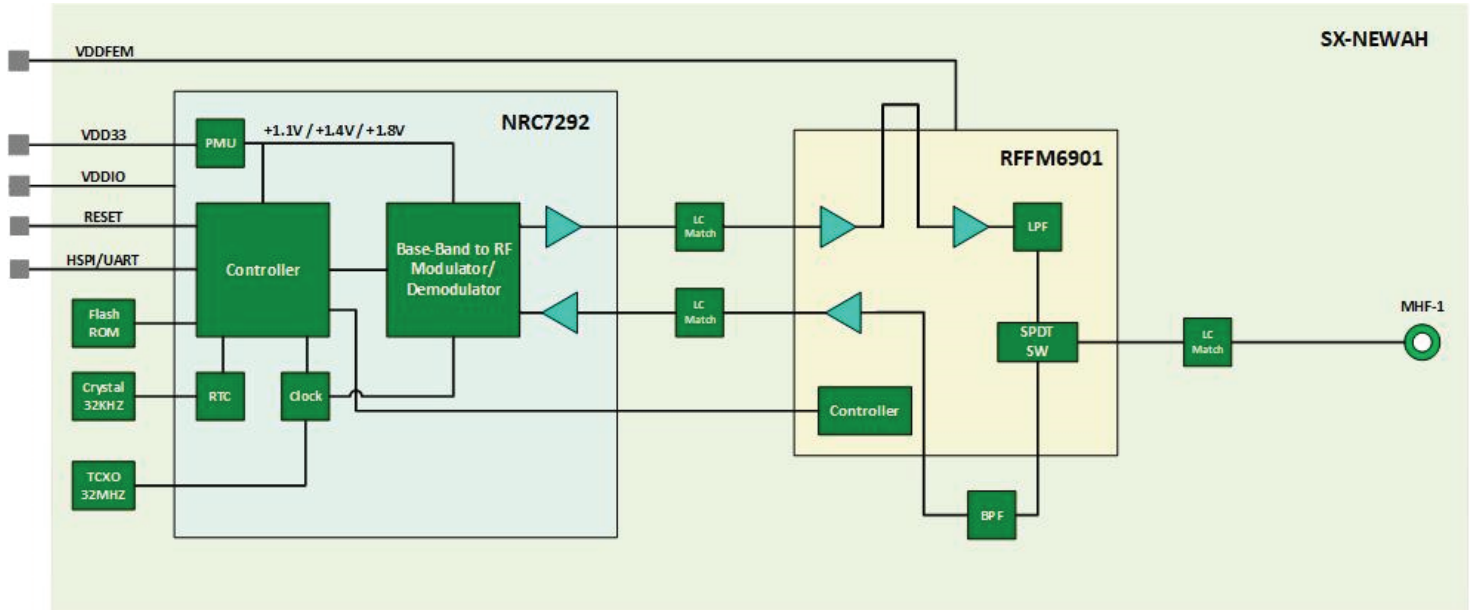 SX-NEWAH
VDDFEM
VDD33
VDDIO
RESET
HSPI/UART
NRC7292
PMU
+1.1V / +1.4V / +1.8V
Controller
Base-Band to RF
Modulator/
Demodulator
Flash
ROM
Crystal
32KHZ
RTC
Clock
TCXO
32MHZ
LC
Match
LC
Match
RFFM6901
LPF
SPDT
SW
Controller
BPF
LC
Match
MHF-1